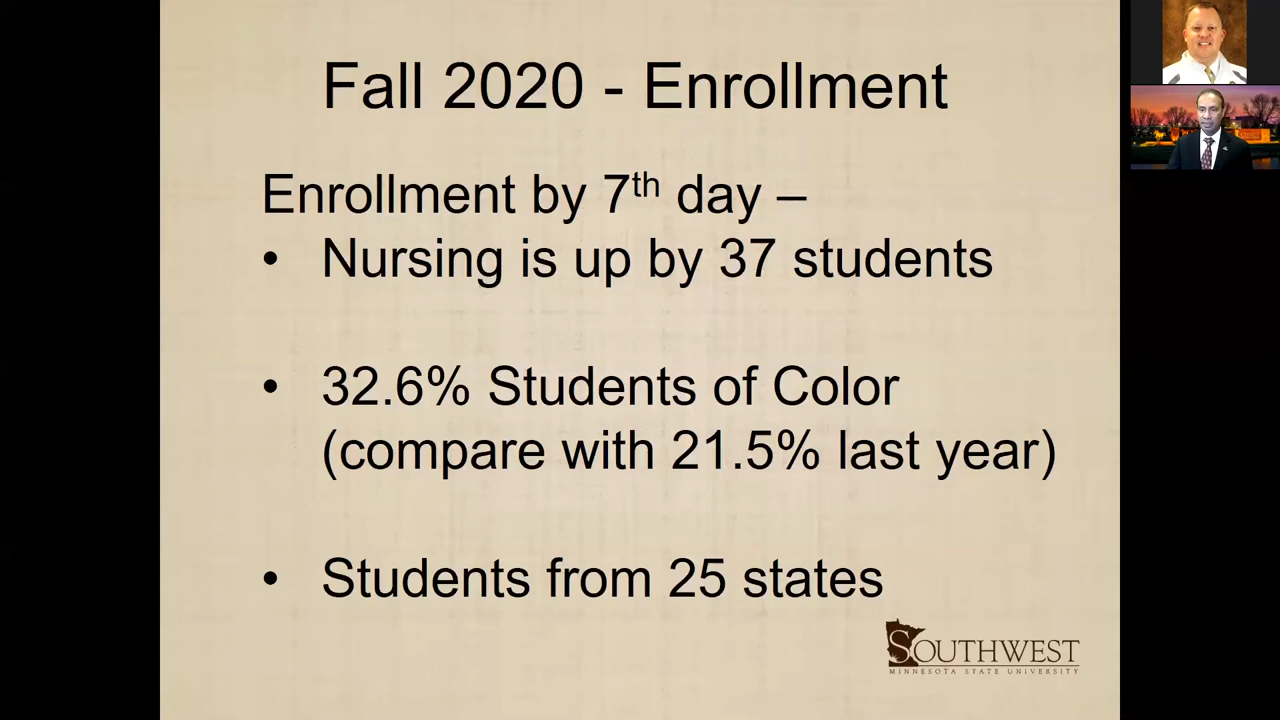 Fall 2020 - Enrollment
Enrollment by 7th day –
• Nursing is up by 37 students
• 32.6% Students of Color
(compare with 21.5% last year)
• Students from 25 states
SOUTHWEST
MINNESOTA STATE UNIVERSITY